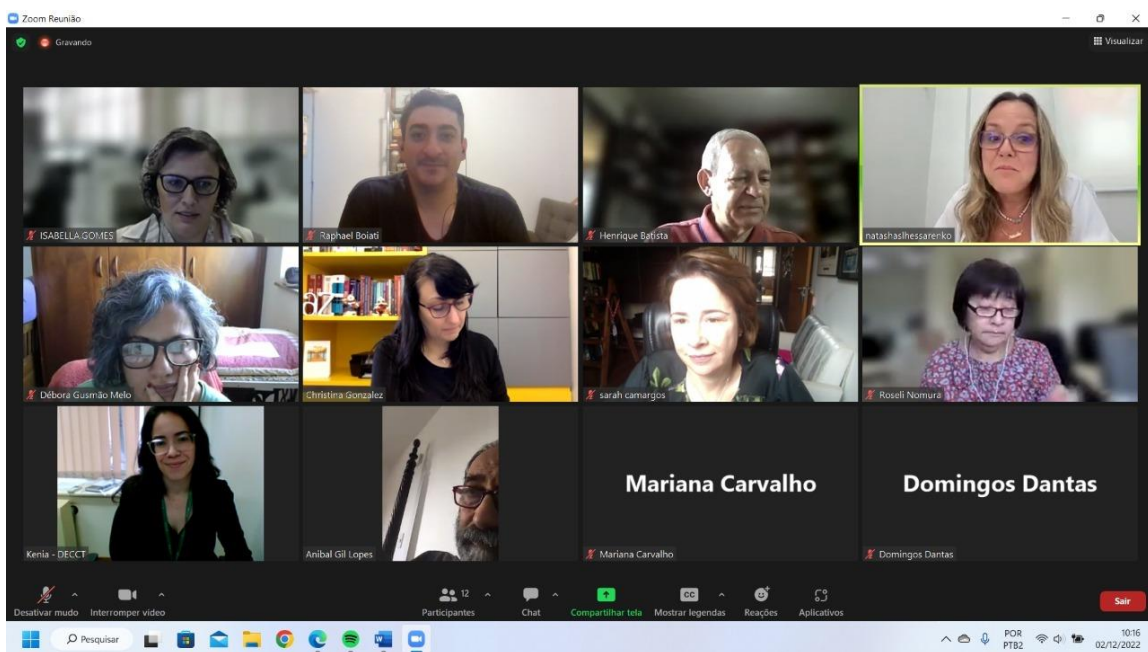 Zoom Reunião
Gravando
Visualizar
ISABELLA GOMES
Raphael Boiati
Henrique Batista
natashaslhessarenko
Débora Gusmão Melo
Christina Gonzalez
sarah camargos
Roseli Nomura
Kenia - DECCT
Anibal Gil Lopes
Mariana Carvalho
Mariana Carvalho
Domingos Dantas
Domingos Dantas
Desativar mudo
Interromper vídeo
12
Participantes
Chat
Compartilhar tela
CC
Mostrar legendas
Reações
Aplicativos
Sair
Pesquisar
POR
PTB2
10:16
02/12/2022